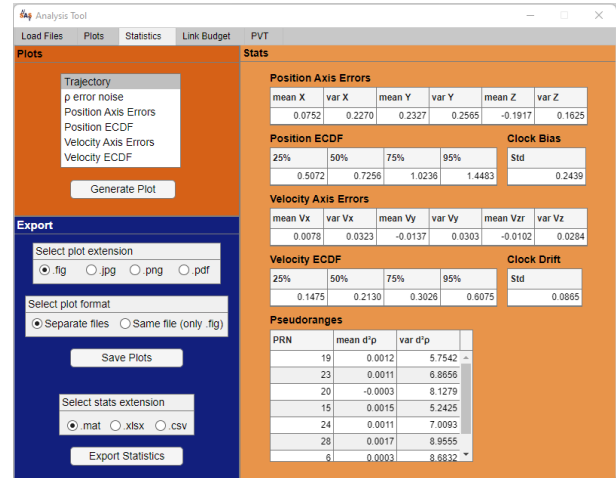 Analysis Tool
Load Files Plots Statistics Link Budget PVT
Plots
Trajectory
ρ error noise
Position Axis Errors
Position ECDF
Velocity Axis Errors
Velocity ECDF
Generate Plot
Export
Select plot extension
.fig .jpg .png .pdf
Select plot format
Separate files Same file (only .fig)
Save Plots
Select stats extension
.mat .xlsx .csv
Export Statistics
Stats
Position Axis Errors
mean X var X mean Y var Y mean Z var Z
0.0752 0.2270 0.2327 0.2565 -0.1917 0.1625
Position ECDF Clock Bias
25% 50% 75% 95% Std
0.5072 0.7256 1.0236 1.4483 0.2439
Velocity Axis Errors
mean Vx var Vx mean Vy var Vy mean Vzr var Vz
0.0078 0.0323 -0.0137 0.0303 -0.0102 0.0284
Velocity ECDF Clock Drift
25% 50% 75% 95% Std
0.1475 0.2130 0.3026 0.6075 0.0865
Pseudoranges
PRN mean d²ρ var d²ρ
19 0.0012 5.7542
23 0.0011 6.8656
20 -0.0003 8.1279
15 0.0015 5.2425
24 0.0011 7.0093
28 0.0017 8.9555
6 0.0003 8.6832